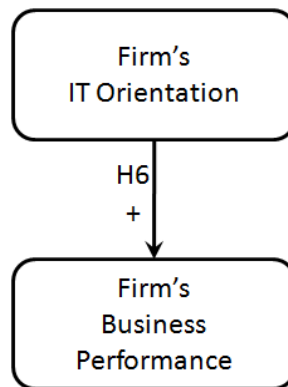 Firm's
IT Orientation
H6
+
Firm's
Business
Performance